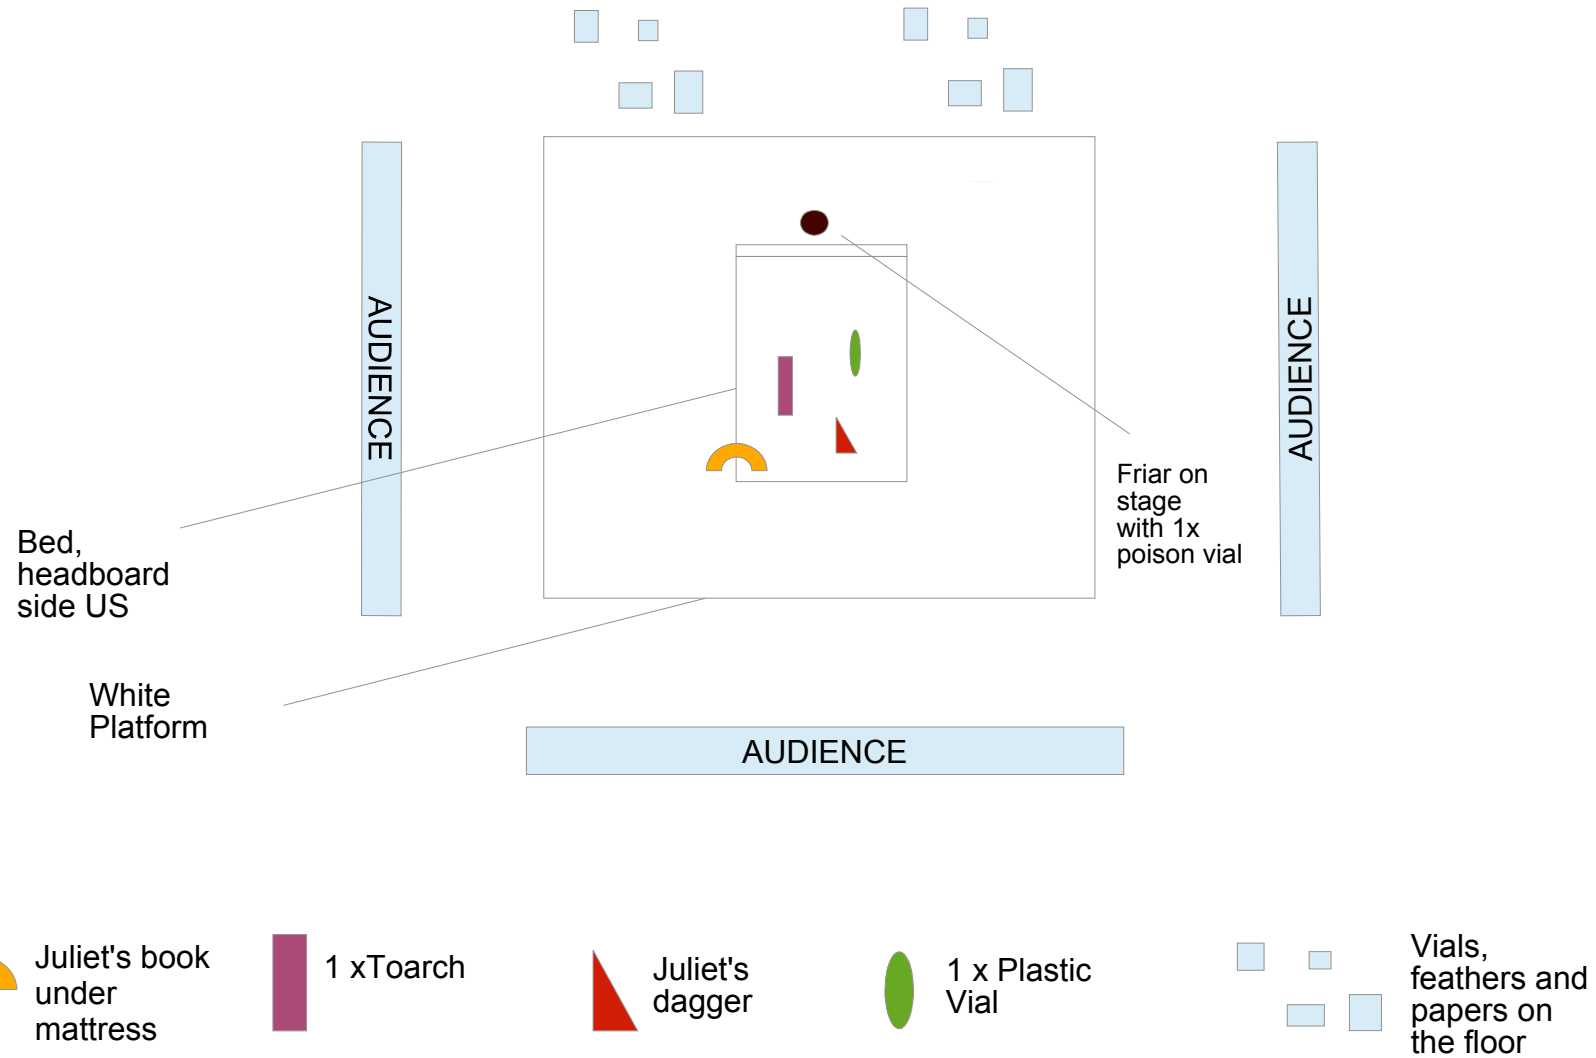 AUDIENCE
AUDIENCE
Friar on
stage
with 1x
poison vial
Bed,
headboard
side US
White
Platform
AUDIENCE
Juliet's book
under
mattress
1 xToarch
Juliet's
dagger
1 x Plastic
Vial
Vials,
feathers and
papers on
the floor